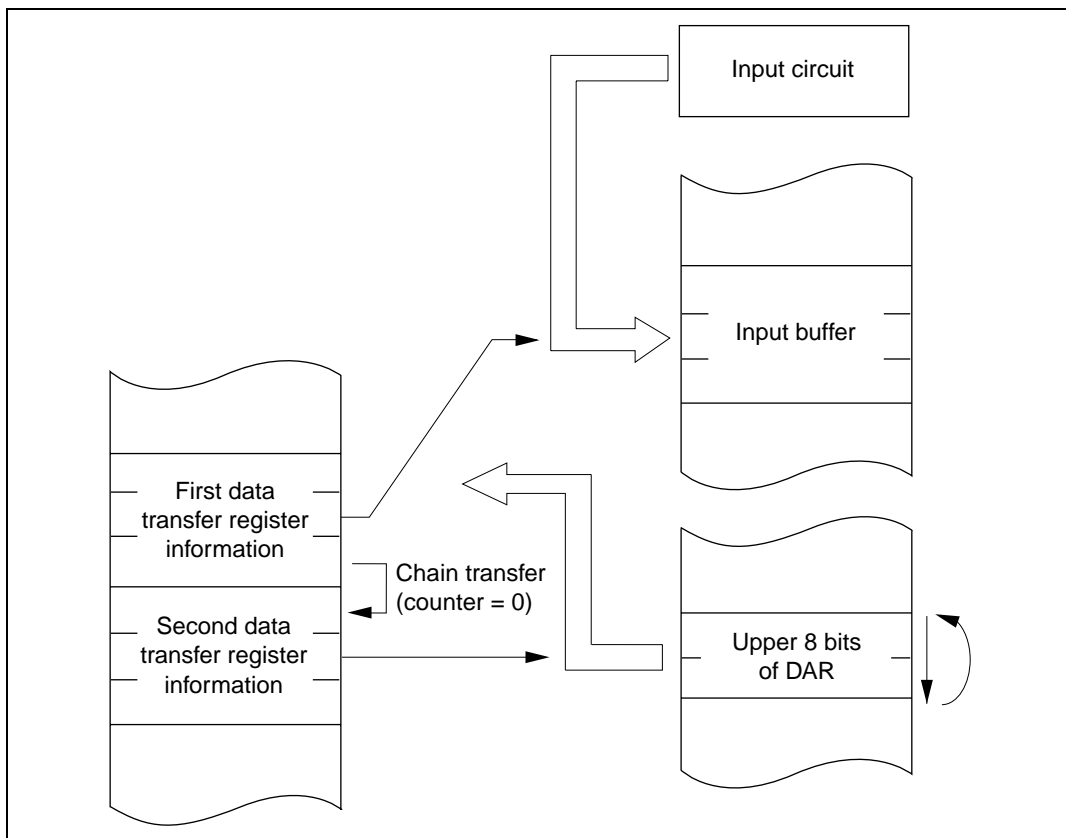 Input circuit
Input buffer
First data
transfer register
information
Chain transfer
(counter = 0)
Second data
transfer register
information
Upper 8 bits
of DAR